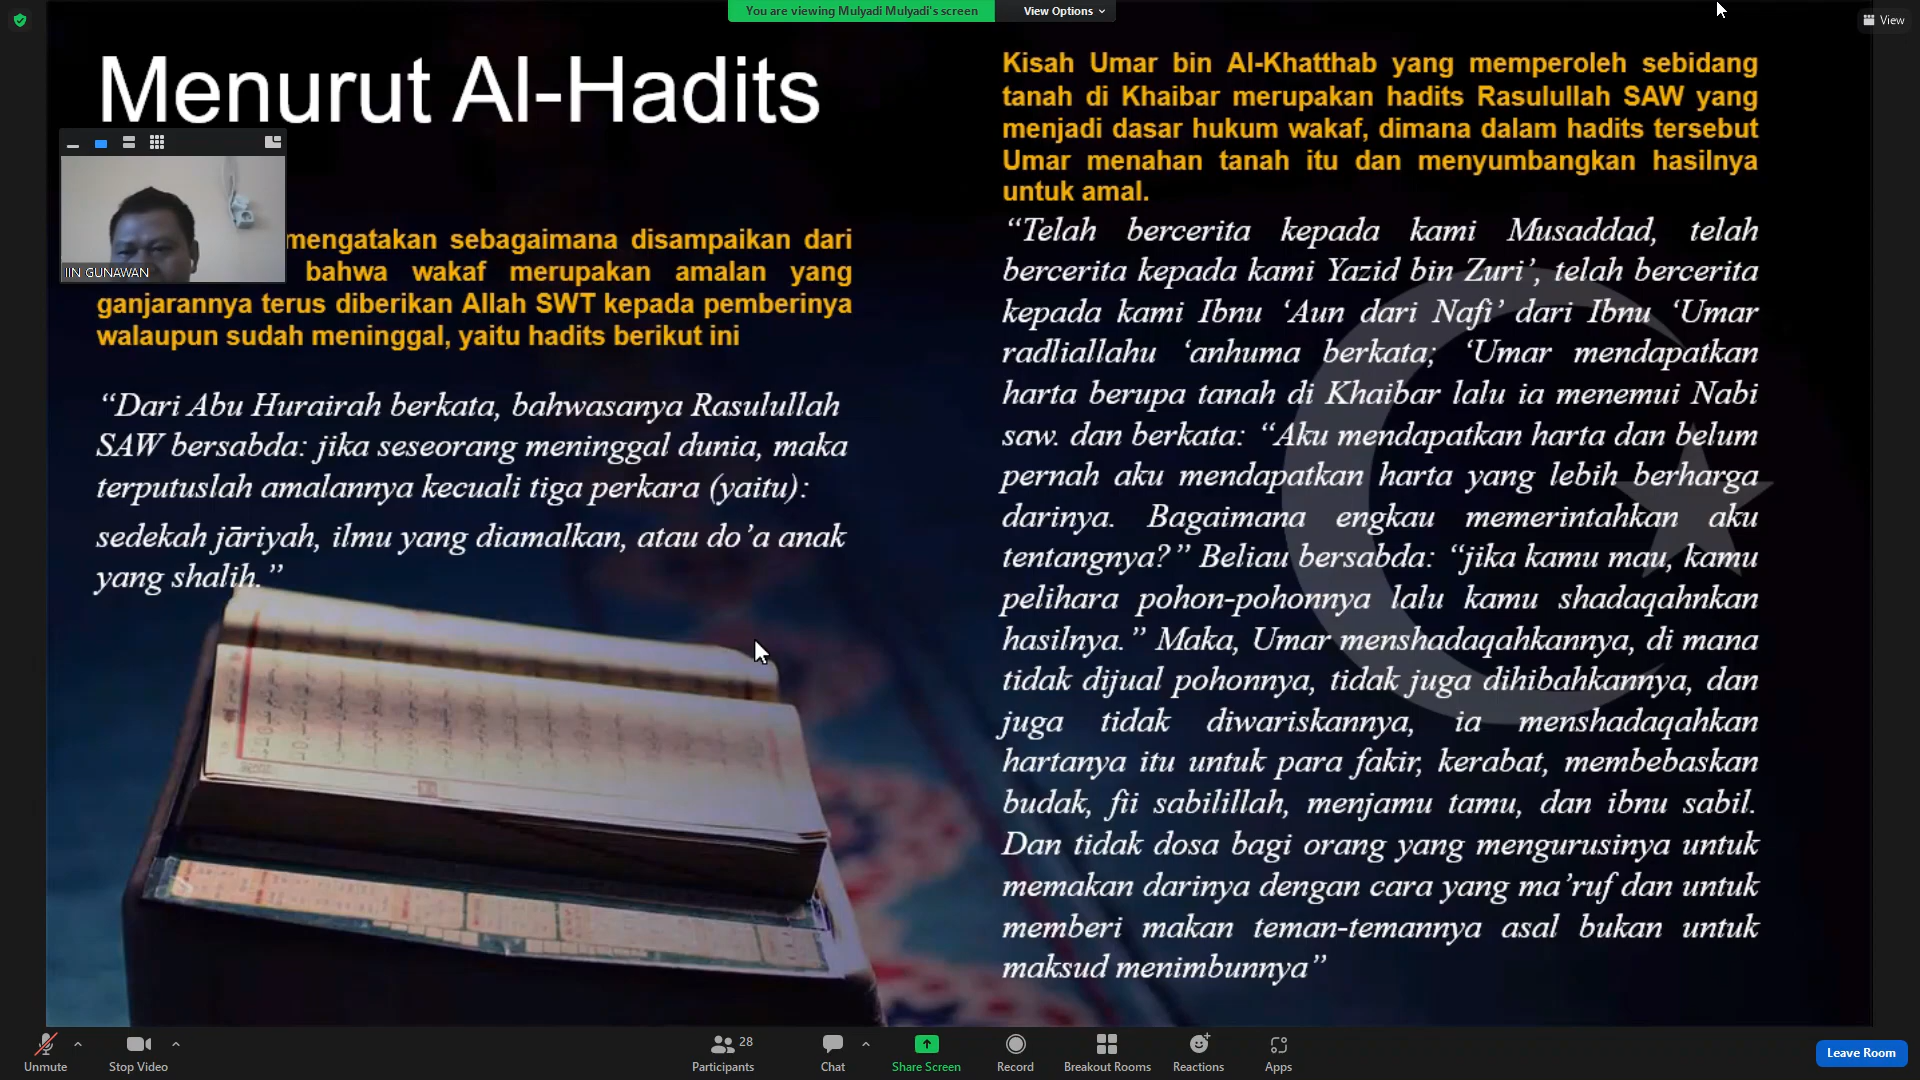 You are viewing Mulyadi Mulyadi's screen
View Options
View
Menurut Al-Hadits
IIN GUNAWAN
mengatakan sebagaimana disampaikan dari
bahwa wakaf merupakan amalan yang
ganjarannya terus diberikan Allah SWT kepada pemberinya
walaupun sudah meninggal, yaitu hadits berikut ini
“Dari Abu Hurairah berkata, bahwasanya Rasulullah
SAW bersabda: jika seseorang meninggal dunia, maka
terputuslah amalannya kecuali tiga perkara (yaitu):
sedekah jāriyah, ilmu yang diamalkan, atau do’a anak
yang shalih.”
Kisah Umar bin Al-Khatthab yang memperoleh sebidang
tanah di Khaibar merupakan hadits Rasulullah SAW yang
menjadi dasar hukum wakaf, dimana dalam hadits tersebut
Umar menahan tanah itu dan menyumbangkan hasilnya
untuk amal.
“Telah bercerita kepada kami Musaddad, telah
bercerita kepada kami Yazid bin Zuri’, telah bercerita
kepada kami Ibnu ‘Aun dari Nafi’ dari Ibnu ‘Umar
radliallahu ‘anhuma berkata; ‘Umar mendapatkan
harta berupa tanah di Khaibar lalu ia menemui Nabi
saw. dan berkata: “Aku mendapatkan harta dan belum
pernah aku mendapatkan harta yang lebih berharga
darinya. Bagaimana engkau memerintahkan aku
tentangnya?” Beliau bersabda: “jika kamu mau, kamu
pelihara pohon-pohonnya lalu kamu shadaqahnkan
hasilnya.” Maka, Umar menshadaqahkannya, di mana
tidak dijual pohonnya, tidak juga dihibahkannya, dan
juga tidak diwariskannya, ia menshadaqahkan
hartanya itu untuk para fakir, kerabat, membebaskan
budak, fii sabilillah, menjamu tamu, dan ibnu sabil.
Dan tidak dosa bagi orang yang mengurusinya untuk
memakan darinya dengan cara yang ma’ruf dan untuk
memberi makan teman-temannya asal bukan untuk
maksud menimbunnya”
Unmute
Stop Video
28
Participants
Chat
Share Screen
Record
Breakout Rooms
Reactions
Apps
Leave Room